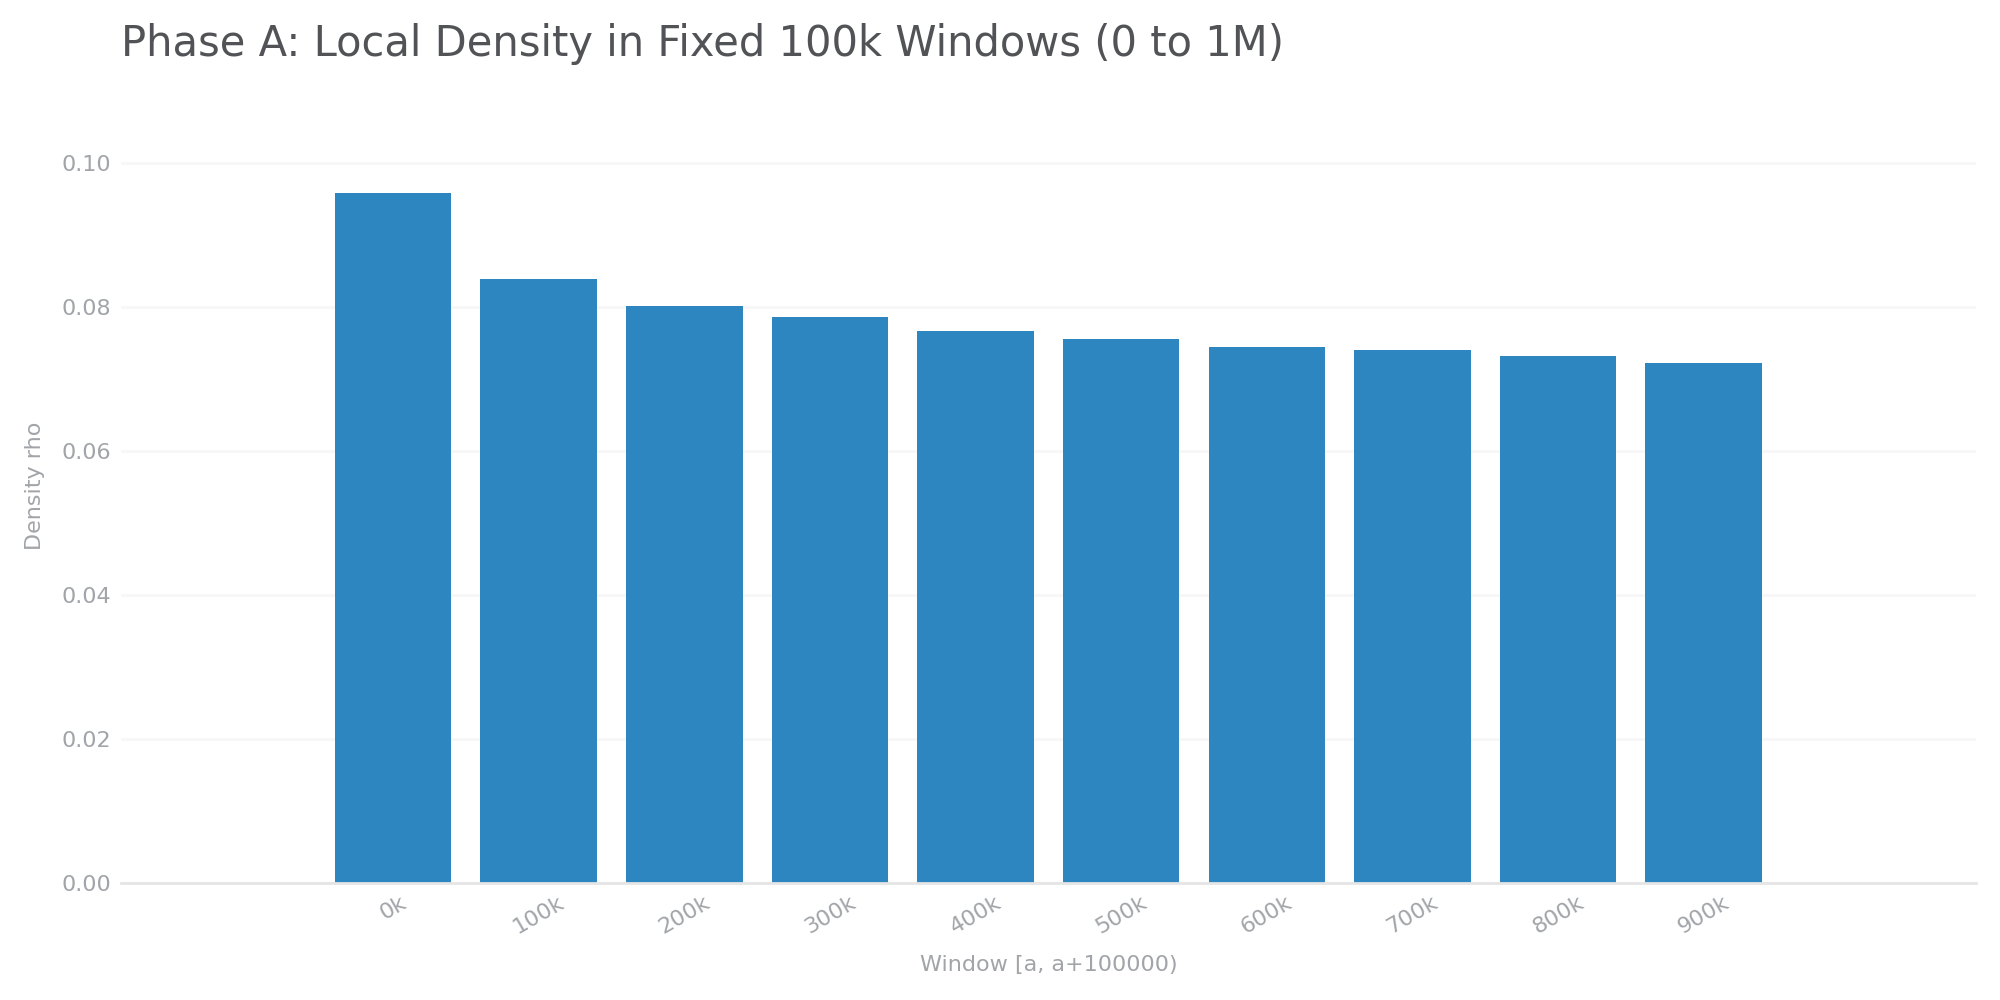 Phase A: Local Density in Fixed 100k Windows (0 to 1M)
0.10
0.08
0.06
0.04
0.02
0.00
Density rho
0k
100k
200k
300k
400k
500k
600k
700k
800k
900k
Window [a, a+100000)